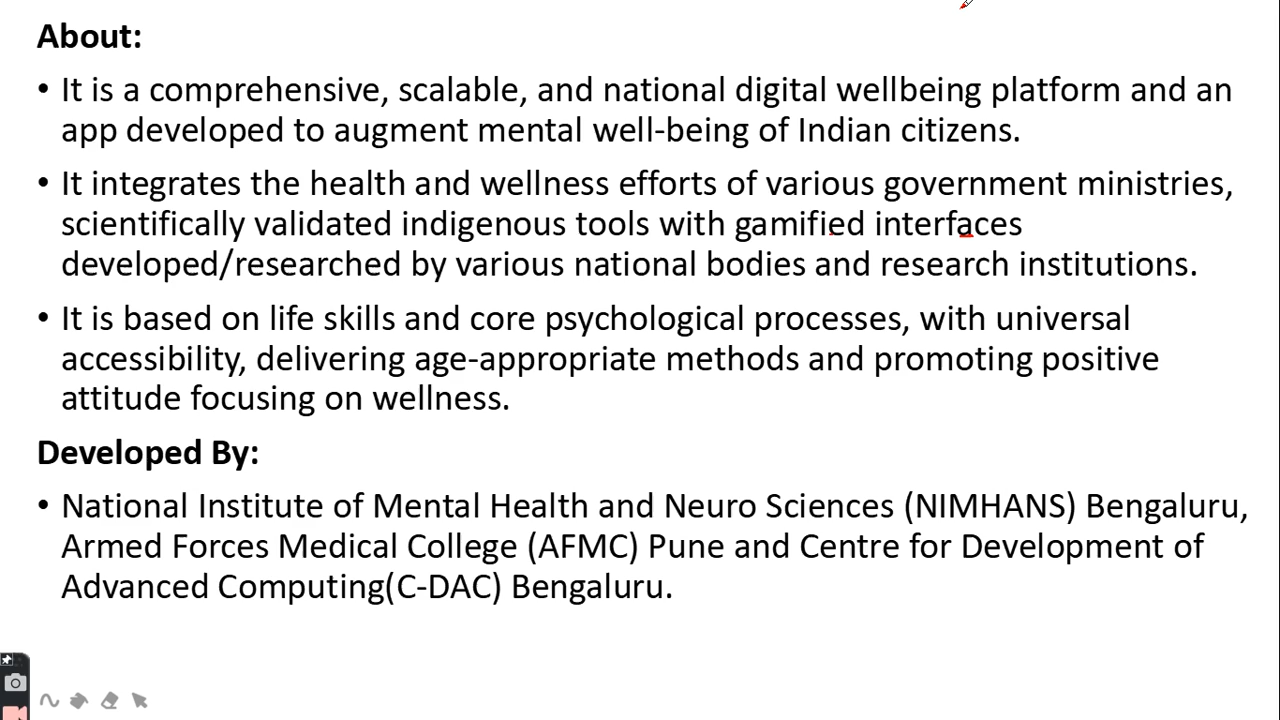 About:
• It is a comprehensive, scalable, and national digital wellbeing platform and an
app developed to augment mental well-being of Indian citizens.
• It integrates the health and wellness efforts of various government ministries,
scientifically validated indigenous tools with gamified interfaces
developed/researched by various national bodies and research institutions.
• It is based on life skills and core psychological processes, with universal
accessibility, delivering age-appropriate methods and promoting positive
attitude focusing on wellness.
Developed By:
• National Institute of Mental Health and Neuro Sciences (NIMHANS) Bengaluru,
Armed Forces Medical College (AFMC) Pune and Centre for Development of
Advanced Computing(C-DAC) Bengaluru.